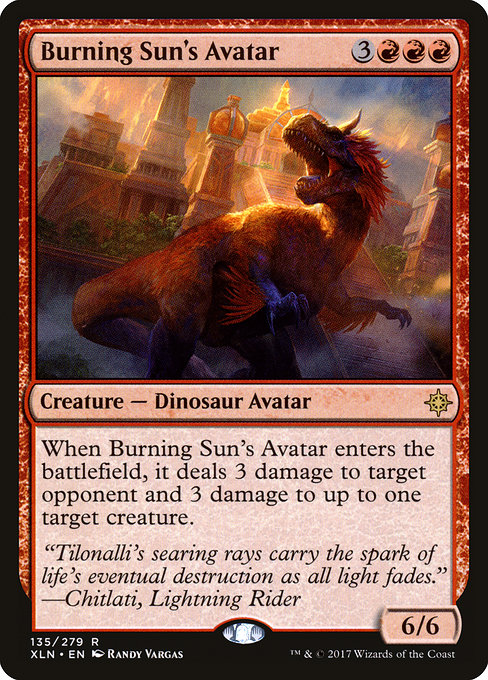 Burning Sun's Avatar 3
Creature — Dinosaur Avatar
When Burning Sun's Avatar enters the
battlefield, it deals 3 damage to target
opponent and 3 damage to up to one
target creature.
“Tilonalli's searing rays carry the spark of
life's eventual destruction as all light fades.”
—Chitlati, Lightning Rider
6/6
135/279 R
XLN • EN Randy Vargas
™ & © 2017 Wizards of the Coast